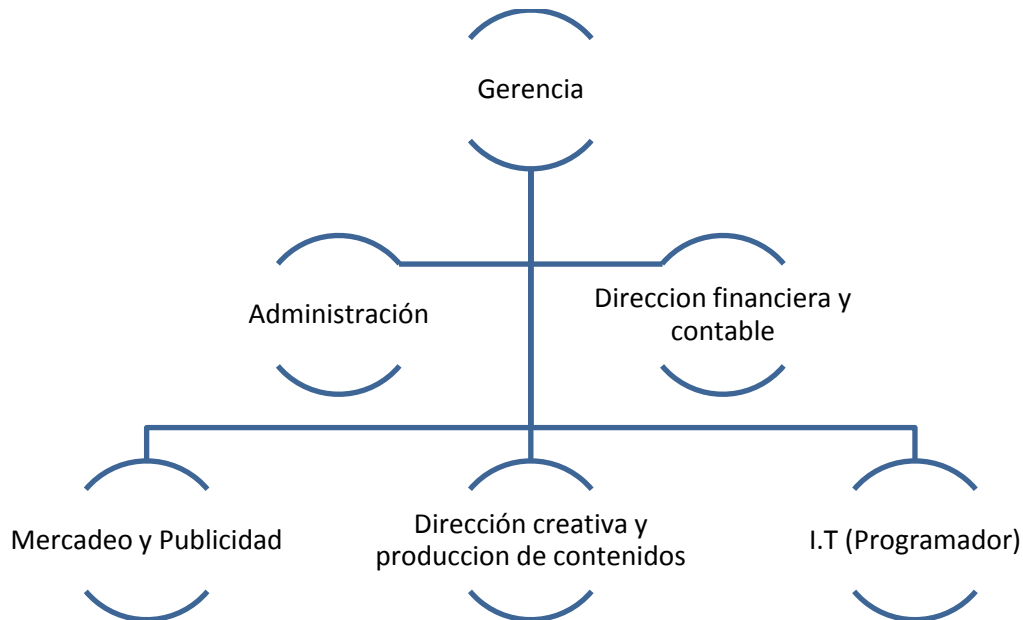 Gerencia
Administración
Direccion financiera y
contable
Mercadeo y Publicidad
Dirección creativa y
produccion de contenidos
I.T (Programador)